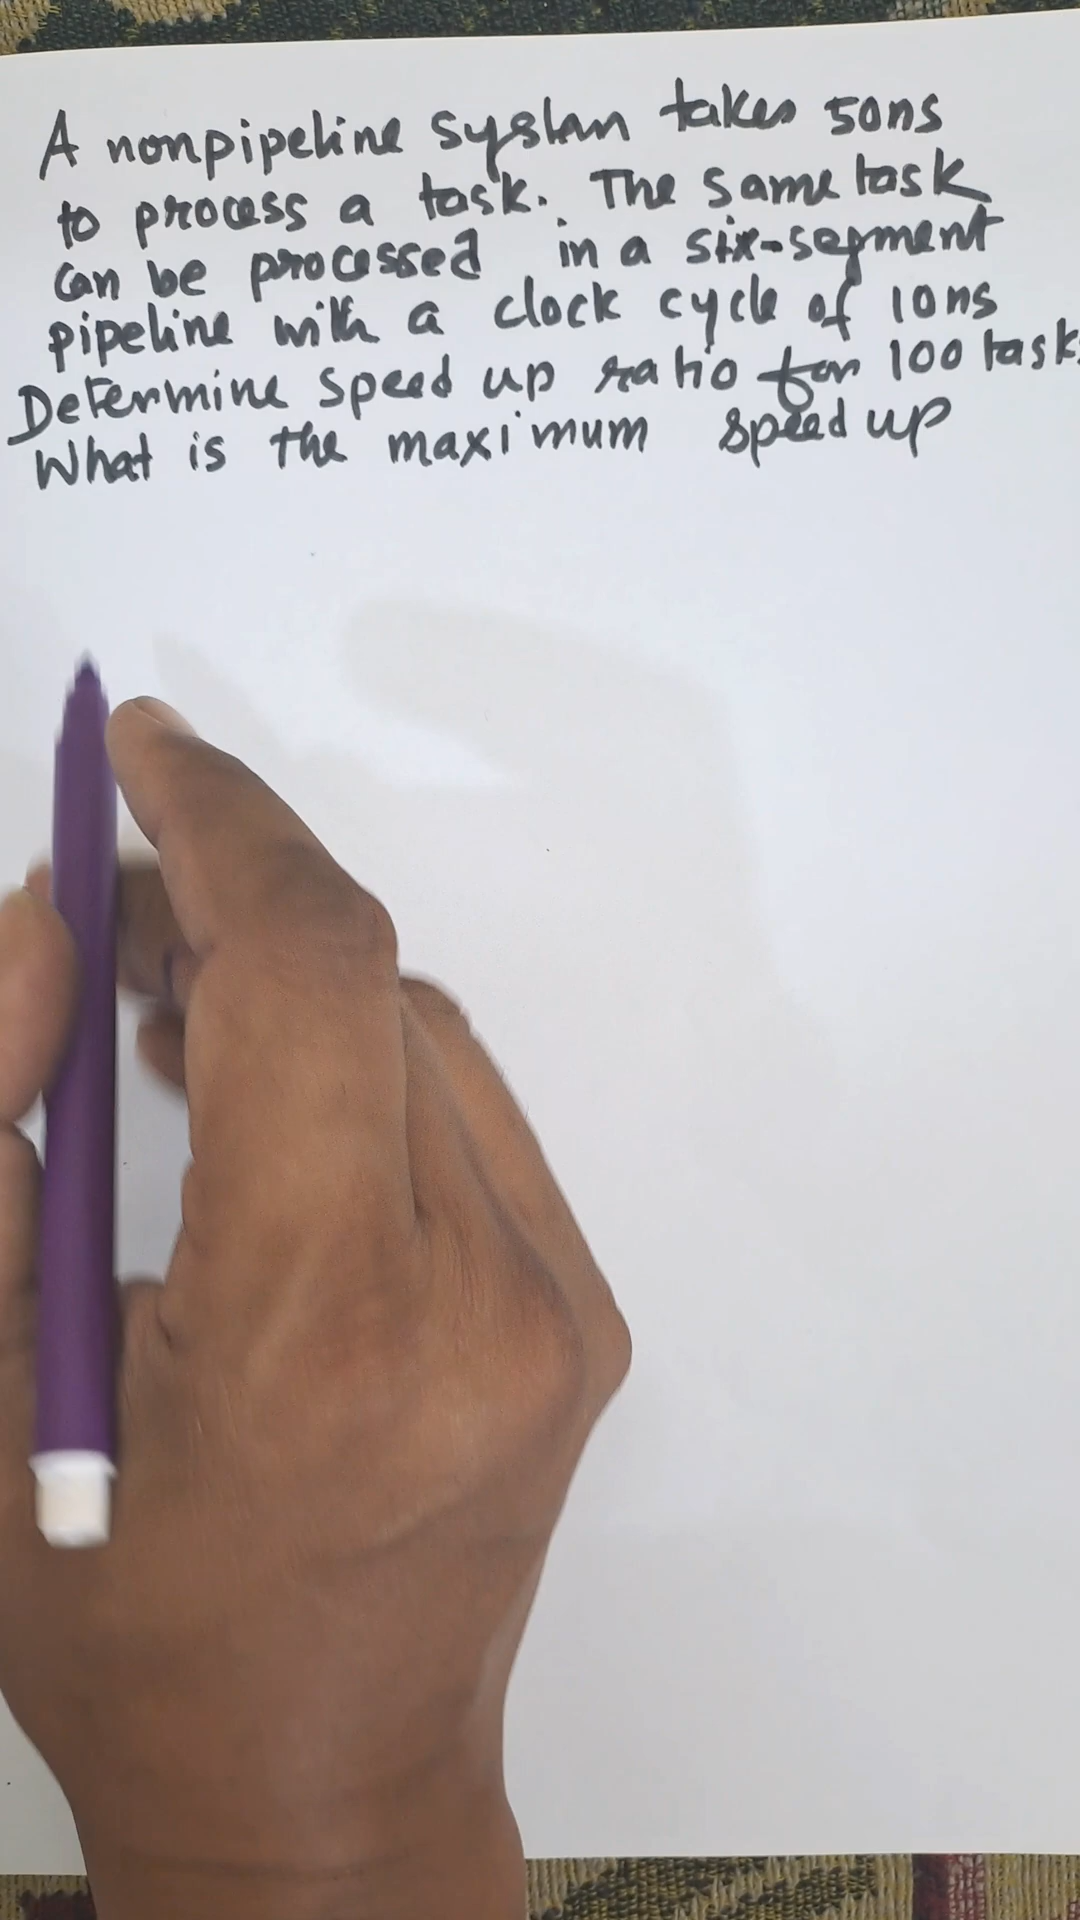 A nonpipeline system takes 50ns
to process a task. The same task
can be processed in a six-segment
pipeline with a clock cycle of 10ns
Determine speed up ratio for 100 task
What is the maximum speed up